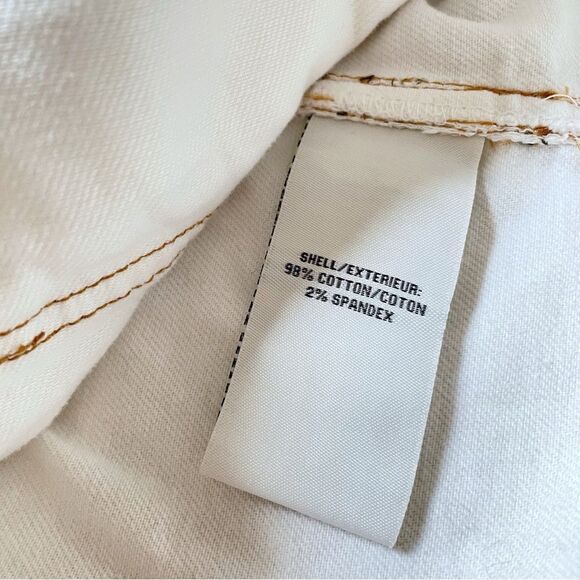 SHELL/EXTERIEUR:
98% COTTON/COTON
2% SPANDEX